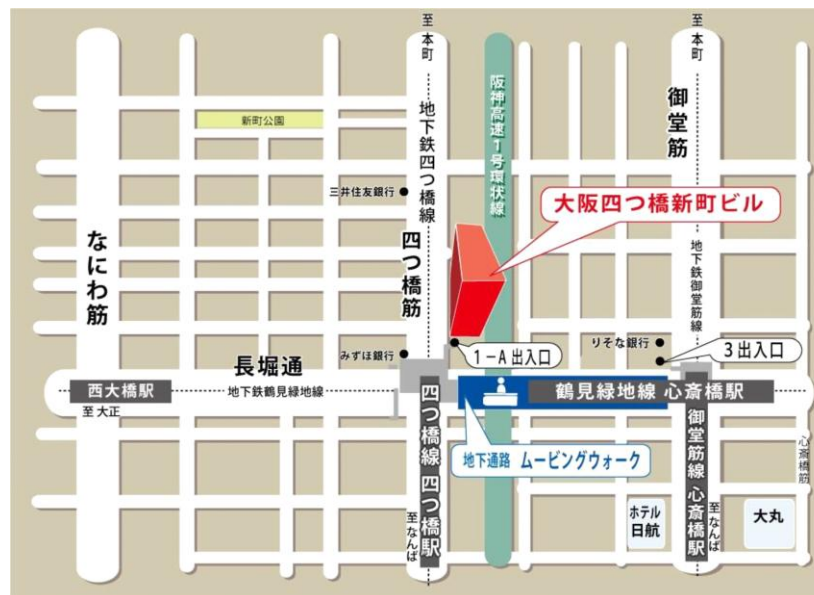 至 本町
至 本町
地下鉄四つ橋線
阪神高速1号環状線
御堂筋
新町公園
三井住友銀行
大阪四つ橋新町ビル
なにわ筋
四つ橋筋
地下鉄御堂筋線
みずほ銀行
1-A出入口
りそな銀行
3出入口
長堀通
西大橋駅
地下鉄鶴見緑地線
至 大正
鶴見緑地線 心斎橋駅
四つ橋線 四つ橋駅
地下通路 ムービングウォーク
御堂筋線 心斎橋駅
心斎橋筋
ホテル
日航
大丸
至 なんば
至 なんば